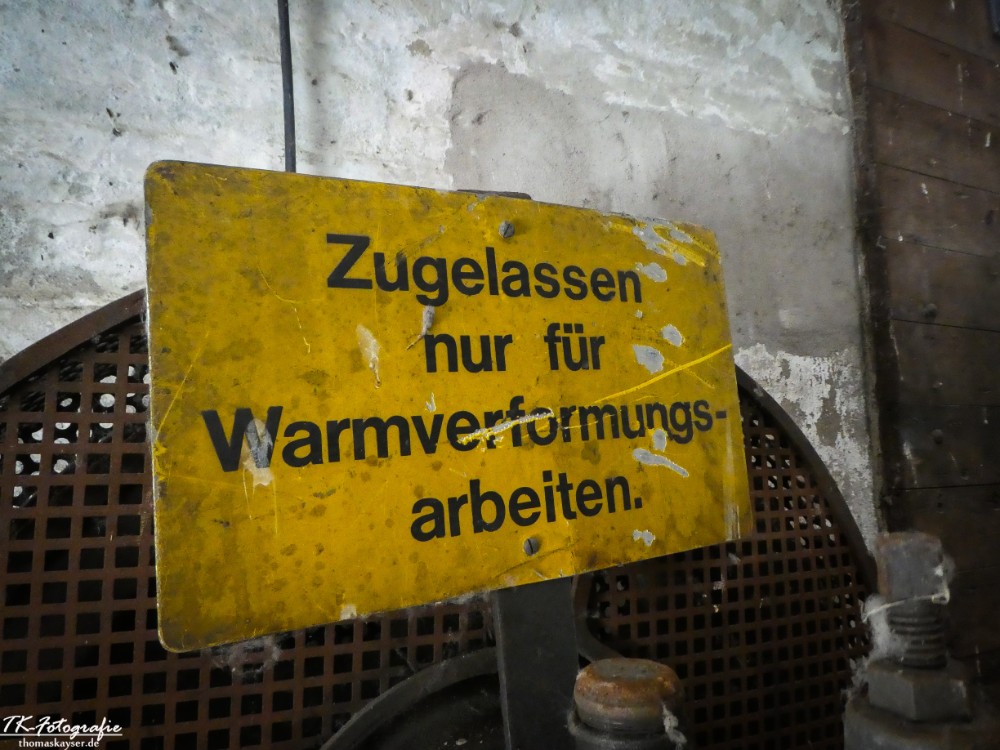 Zugelassen
nur für
Warmverformungs-
arbeiten.
TK-Fotografie
thomaskayser.de